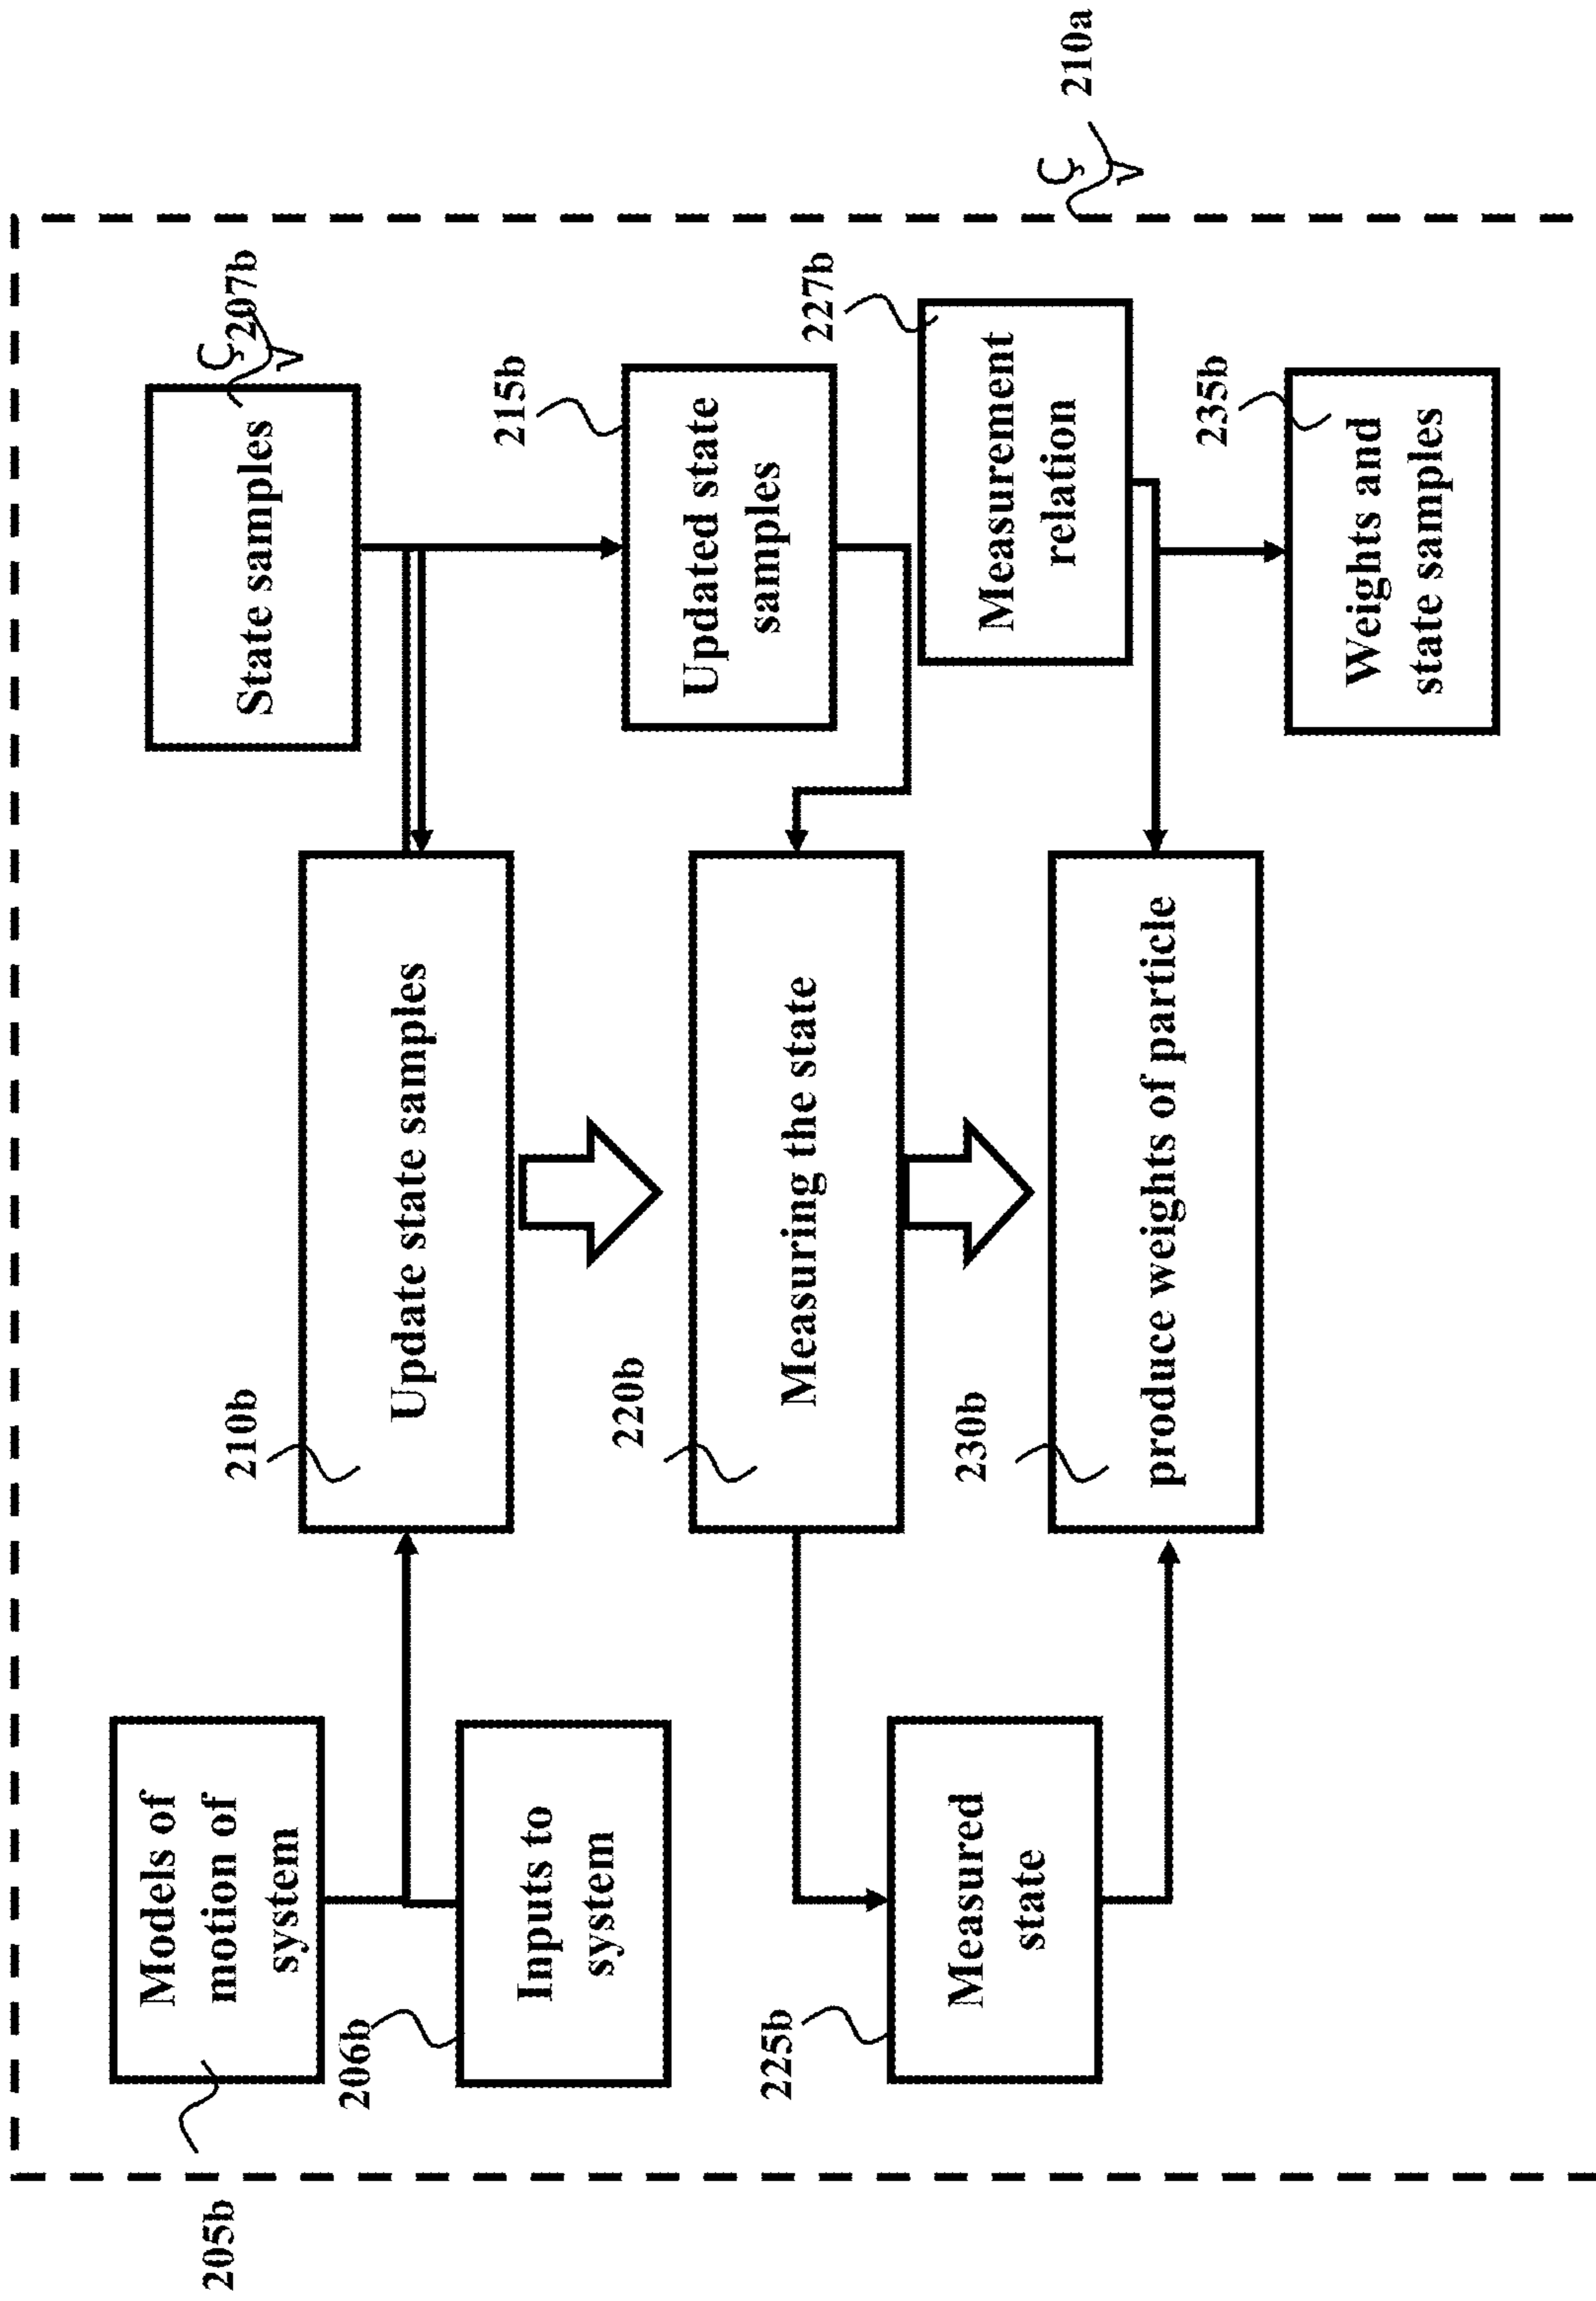 205b
Models of
motion of
system
206b
Inputs to
system
210b
Update state samples
207b
State samples
215b
Updated state
samples
220b
Measuring the state
225b
Measured
state
227b
Measurement
relation
230b
produce weights of particle
235b
Weights and
state samples
210a